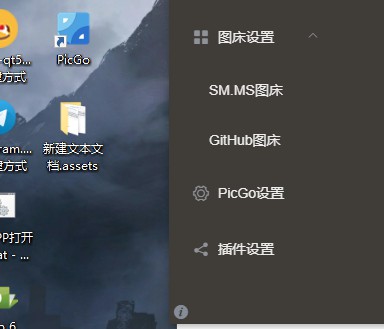 图床设置
-qt5...
建方式
PicGo
SM.MS图床
GitHub图床
ram....
方式
新建文本文
档.assets
PicGo设置
PP打开
at - ...
插件设置